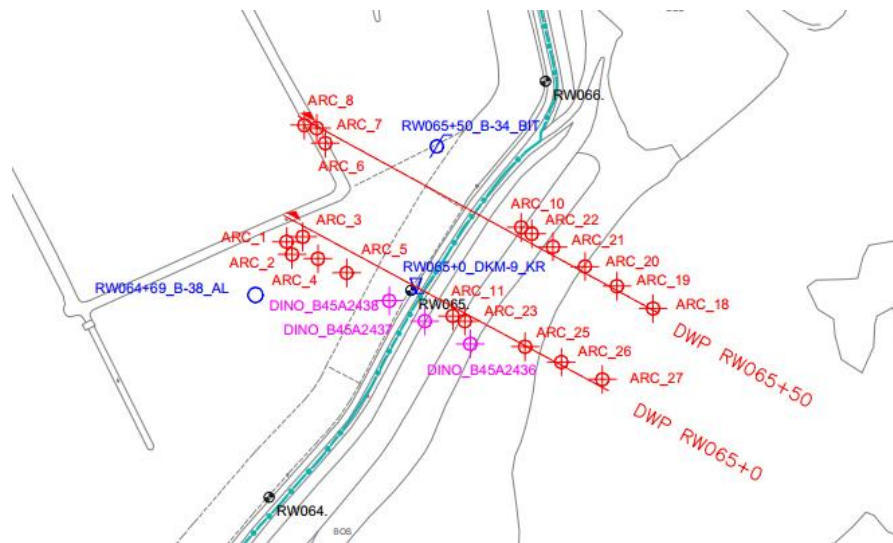 ARC_8
ARC_7
RW066.
RW065+50_B-34_BIT
ARC_6
ARC_10
ARC_22
ARC_3
ARC_1
ARC_21
ARC_5
ARC_2
ARC_20
RW065+0_DKM-9_KR
ARC_4
ARC_19
RW064+69_B-38_AL
ARC_11
DINO_B45A2438
RW065.
ARC_18
ARC_23
DINO_B45A2437
ARC_25
DWP RW065+50
ARC_26
DINO_B45A2436
ARC_27
DWP RW065+0
RW064.